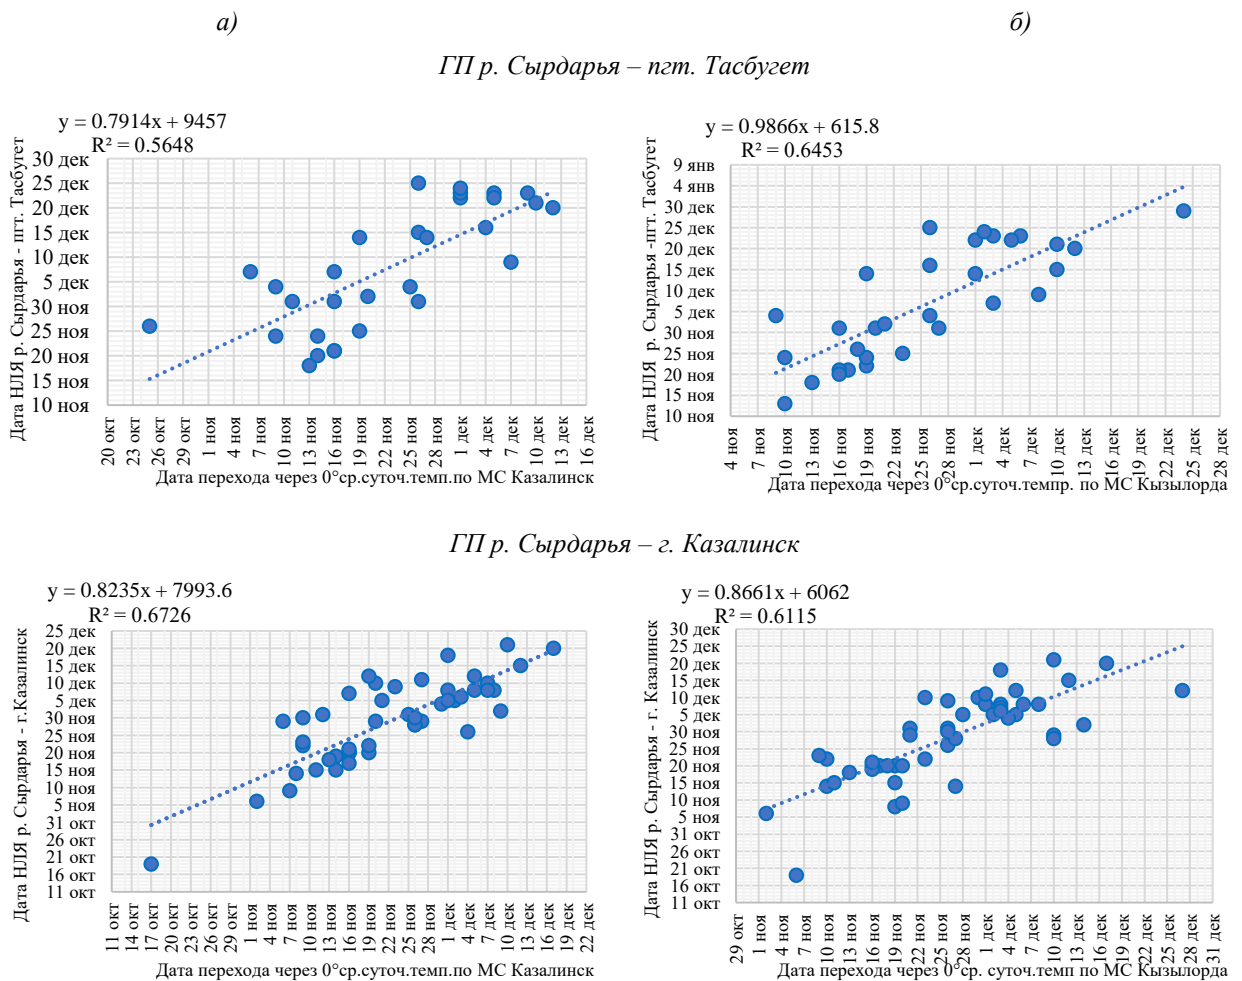 а)
б)
ГП р. Сырдарья – пгт. Тасбугет
y = 0.7914x + 9457
R² = 0.5648
Дата НЛЯ р. Сырдарья - пгт. Тасбугет
30 дек
25 дек
20 дек
15 дек
10 дек
5 дек
30 ноя
25 ноя
20 ноя
15 ноя
10 ноя
20 окт
23 окт
26 окт
29 окт
1 ноя
4 ноя
7 ноя
10 ноя
13 ноя
16 ноя
19 ноя
22 ноя
25 ноя
28 ноя
1 дек
4 дек
7 дек
10 дек
13 дек
16 дек
Дата перехода через 0°ср.суточ.темп.по МС Казалинск
y = 0.9866x + 615.8
R² = 0.6453
Дата НЛЯ р. Сырдарья -пгт. Тасбугет
9 янв
4 янв
30 дек
25 дек
20 дек
15 дек
10 дек
5 дек
30 ноя
25 ноя
20 ноя
15 ноя
10 ноя
4 ноя
7 ноя
10 ноя
13 ноя
16 ноя
19 ноя
22 ноя
25 ноя
28 ноя
1 дек
4 дек
7 дек
10 дек
13 дек
16 дек
19 дек
22 дек
25 дек
28 дек
Дата перехода через 0°ср.суточ.темпр. по МС Кызылорда
ГП р. Сырдарья – г. Казалинск
y = 0.8235x + 7993.6
R² = 0.6726
Дата НЛЯ р. Сырдарья - г.Казалинск
25 дек
20 дек
15 дек
10 дек
5 дек
30 ноя
25 ноя
20 ноя
15 ноя
10 ноя
5 ноя
31 окт
26 окт
21 окт
16 окт
11 окт
11 окт
14 окт
17 окт
20 окт
23 окт
26 окт
29 окт
1 ноя
4 ноя
7 ноя
10 ноя
13 ноя
16 ноя
19 ноя
22 ноя
25 ноя
28 ноя
1 дек
4 дек
7 дек
10 дек
13 дек
16 дек
19 дек
22 дек
Дата перехода через 0°ср.суточ.темп.по МС Казалинск
y = 0.8661x + 6062
R² = 0.6115
Дата НЛЯ р. Сырдарья - г. Казалинск
30 дек
25 дек
20 дек
15 дек
10 дек
5 дек
30 ноя
25 ноя
20 ноя
15 ноя
10 ноя
5 ноя
31 окт
26 окт
21 окт
16 окт
11 окт
29 окт
1 ноя
4 ноя
7 ноя
10 ноя
13 ноя
16 ноя
19 ноя
22 ноя
25 ноя
28 ноя
1 дек
4 дек
7 дек
10 дек
13 дек
16 дек
19 дек
22 дек
25 дек
28 дек
31 дек
Дата перехода через 0°ср. суточ.темп по МС Кызылорда